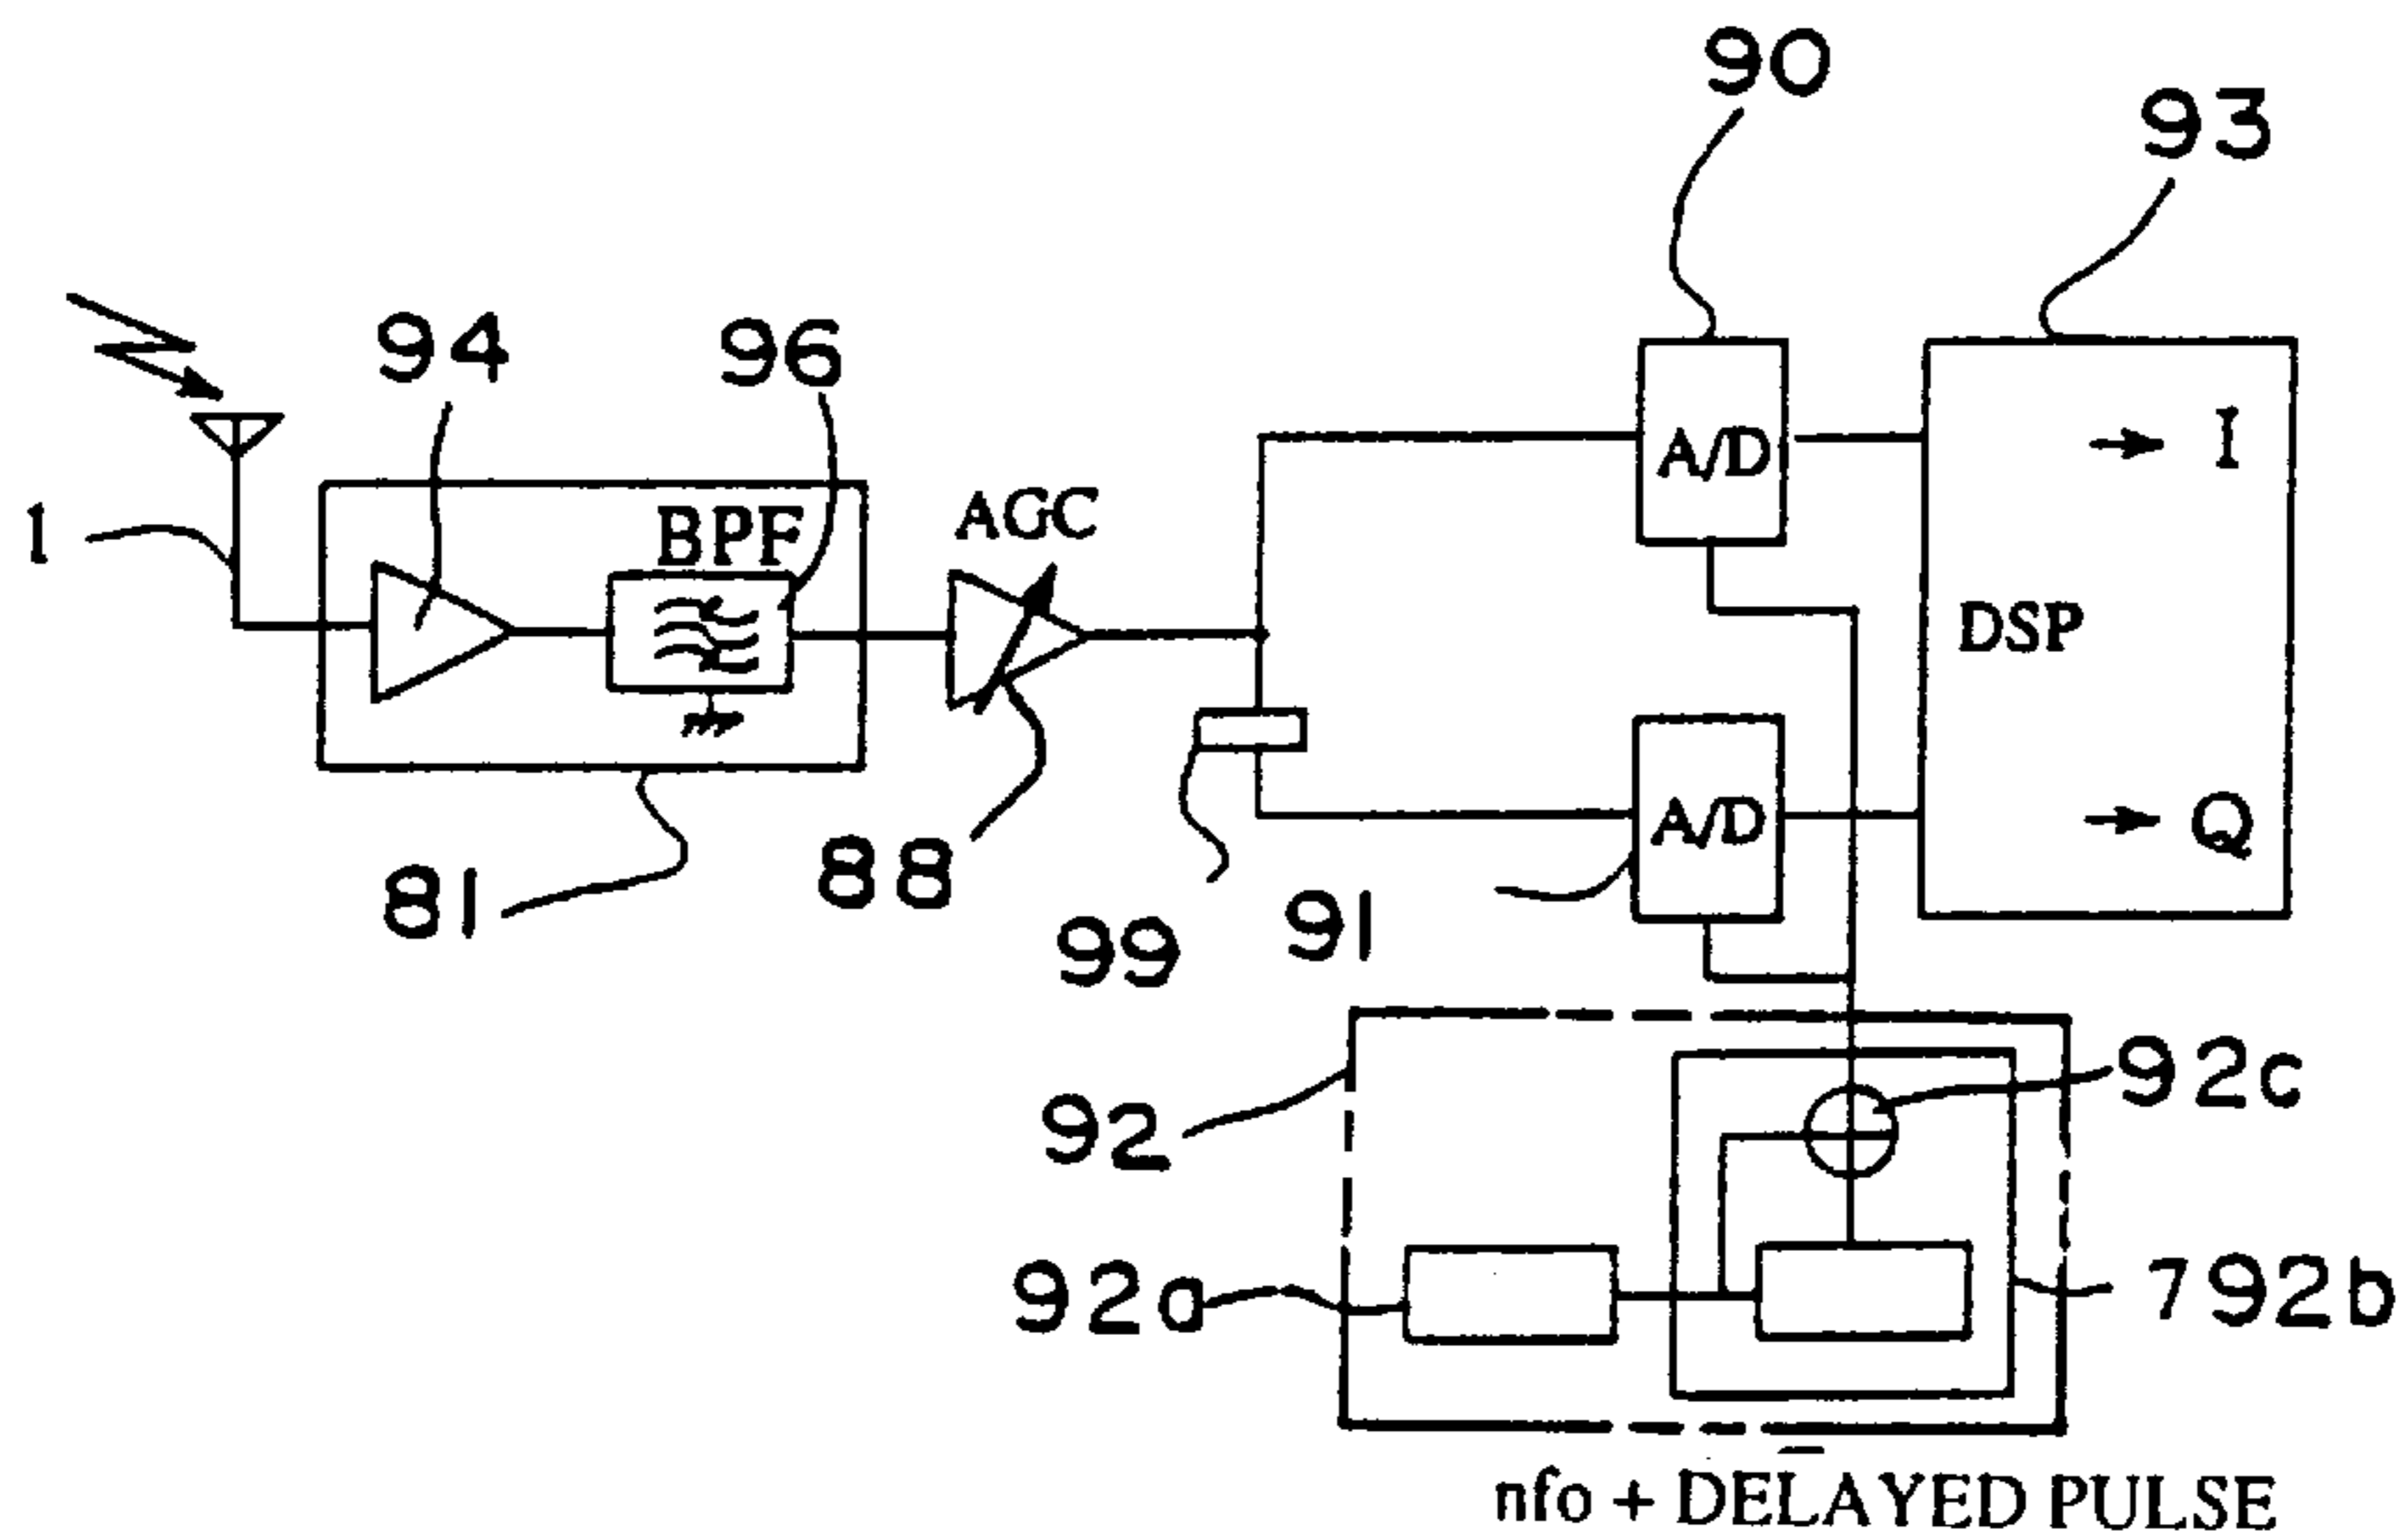 90
93
94
96
A/D
I
1
BPF
AGC
DSP
A/D
Q
81
88
99
91
92
92c
92a
792b
nfo + DELAYED PULSE